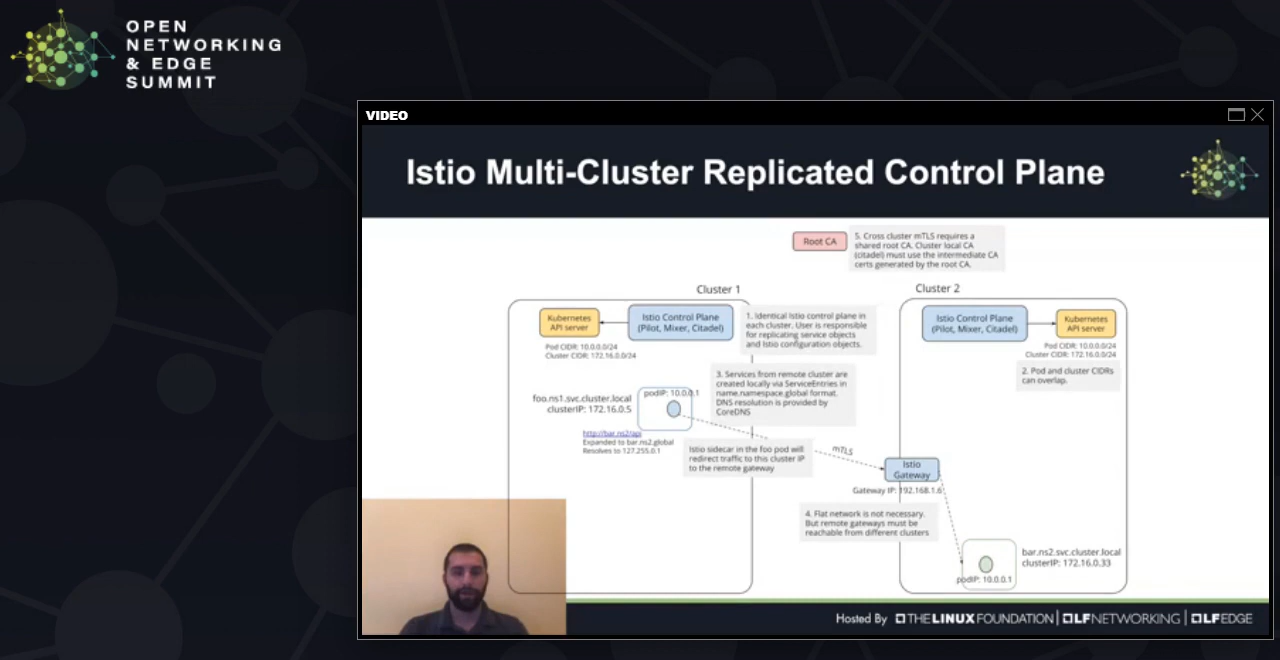 OPEN
NETWORKING
& EDGE
SUMMIT
VIDEO
Istio Multi-Cluster Replicated Control Plane
Root CA
5. Cross cluster mTLS requires a
shared root CA. Cluster local CA
(citadel) must use the intermediate CA
certs generated by the root CA.
Cluster 1
Cluster 2
Kubernetes
API server
Istio Control Plane
(Pilot, Mixer, Citadel)
Pod CIDR: 10.0.0.0/24
Cluster CIDR: 172.16.0.0/24
1. Identical Istio control plane in
each cluster. User is responsible
for replicating service objects
and Istio configuration objects.
Istio Control Plane
(Pilot, Mixer, Citadel)
Kubernetes
API server
Pod CIDR: 10.0.0.0/24
Cluster CIDR: 172.16.0.0/24
2. Pod and cluster CIDRs
can overlap.
3. Services from remote cluster are
created locally via ServiceEntries in
name.namespace.global format.
DNS resolution is provided by
CoreDNS
foo.ns1.svc.cluster.local
clusterIP: 172.16.0.5
podIP: 10.0.0.1
http://bar.ns2/api
Expanded to bar.ns2.global
Resolves to 127.255.0.1
Istio sidecar in the foo pod will
redirect traffic to this cluster IP
to the remote gateway
mTLS
Istio
Gateway
Gateway IP: 192.168.1.6
4. Flat network is not necessary.
But remote gateways must be
reachable from different clusters
bar.ns2.svc.cluster.local
clusterIP: 172.16.0.33
podIP: 10.0.0.1
Hosted By THE LINUX FOUNDATION | LFNETWORKING | LFEDGE